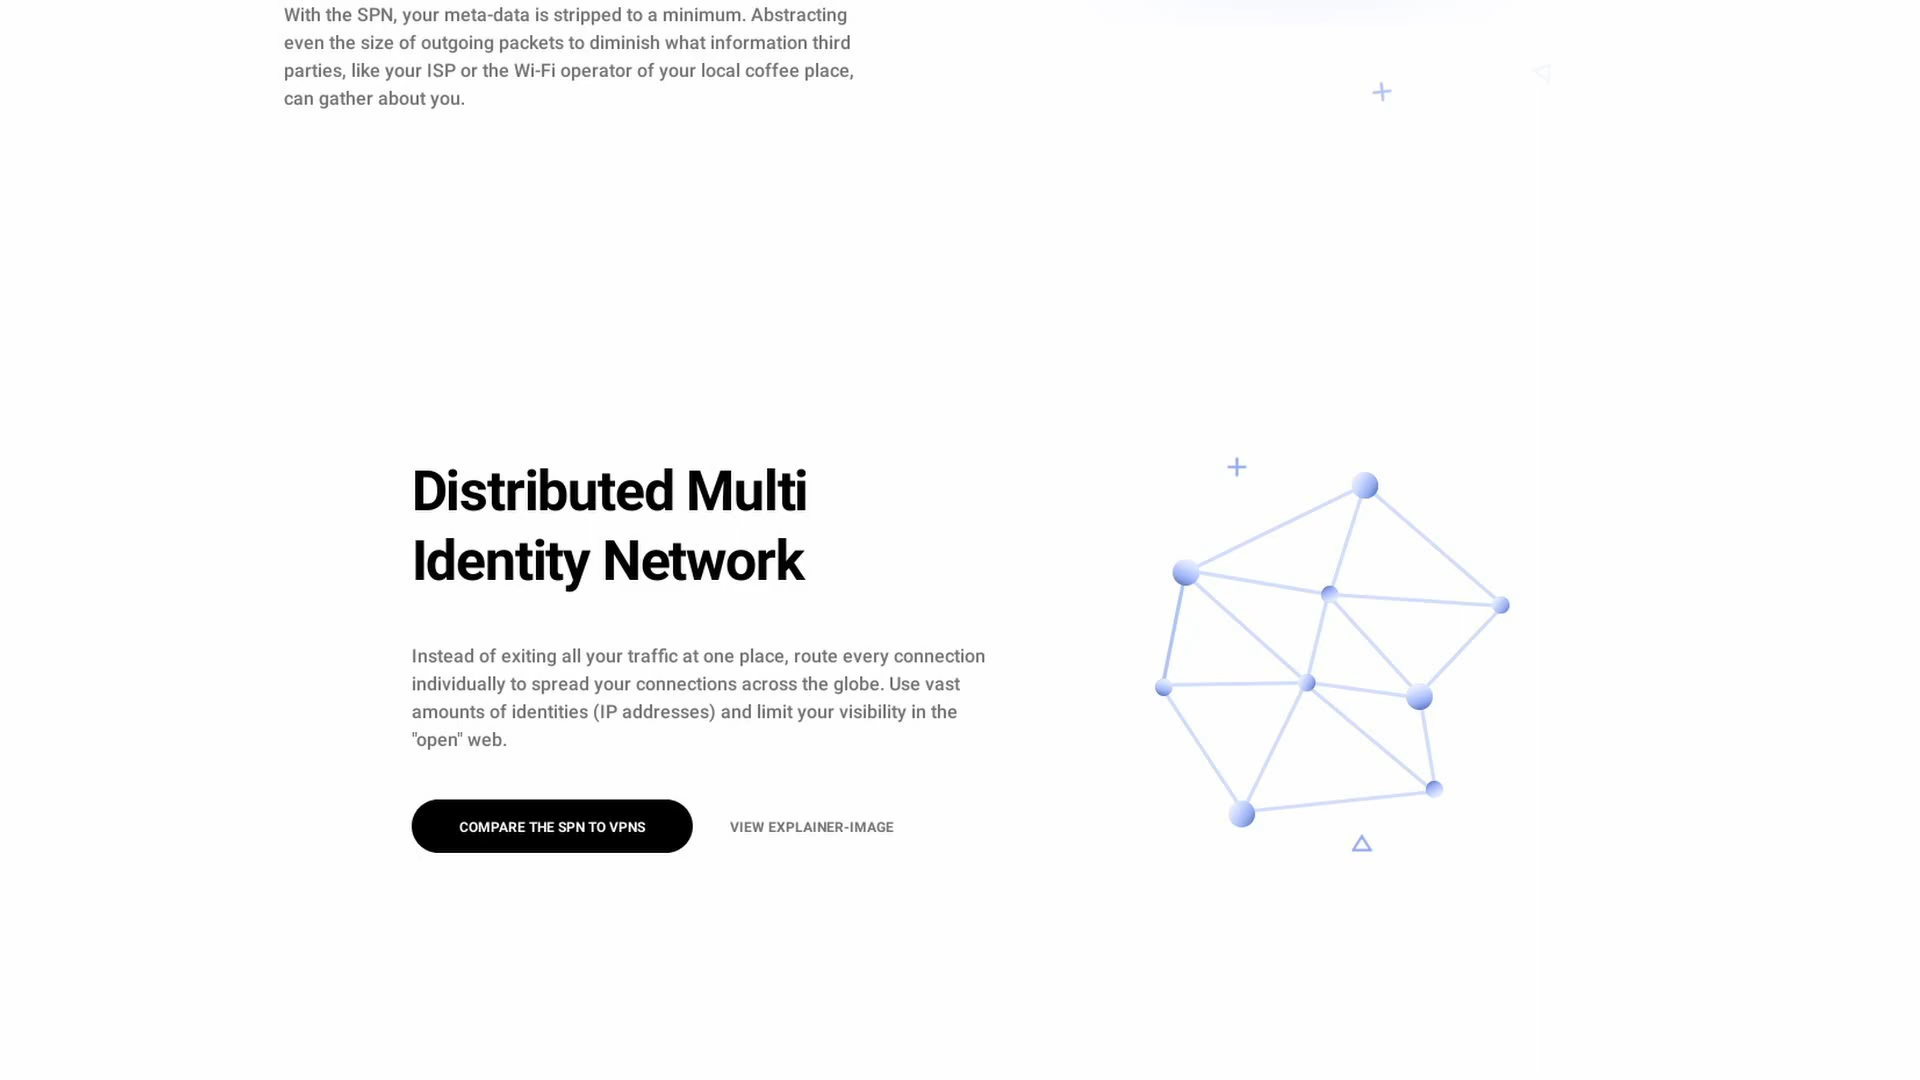 With the SPN, your meta-data is stripped to a minimum. Abstracting
even the size of outgoing packets to diminish what information third
parties, like your ISP or the Wi-Fi operator of your local coffee place,
can gather about you.
Distributed Multi
Identity Network
Instead of exiting all your traffic at one place, route every connection
individually to spread your connections across the globe. Use vast
amounts of identities (IP addresses) and limit your visibility in the
"open" web.
COMPARE THE SPN TO VPNS
VIEW EXPLAINER-IMAGE